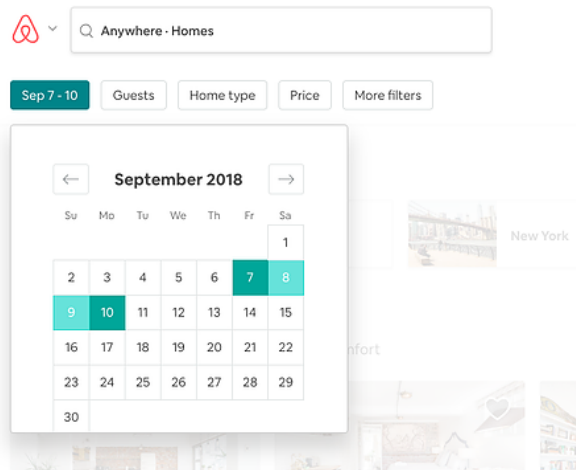 Anywhere · Homes
Sep 7 - 10 Guests Home type Price More filters
← September 2018 →
Su Mo Tu We Th Fr Sa
1
New York
2 3 4 5 6 7 8
9 10 11 12 13 14 15
16 17 18 19 20 21 22
nfort
23 24 25 26 27 28 29
30